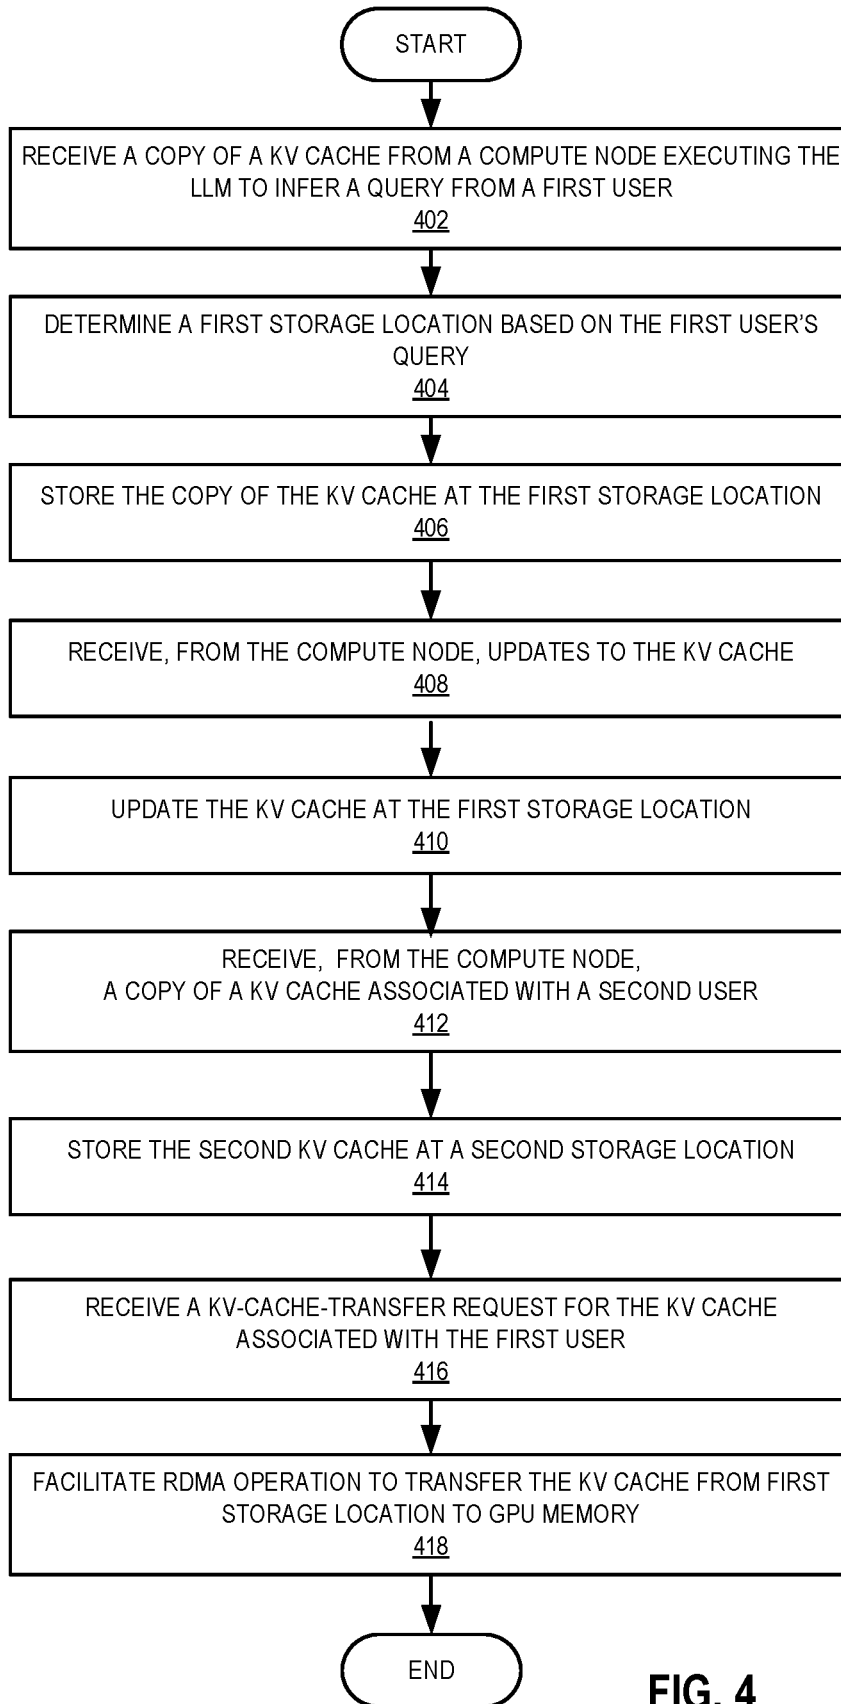 START
RECEIVE A COPY OF A KV CACHE FROM A COMPUTE NODE EXECUTING THE
LLM TO INFER A QUERY FROM A FIRST USER
402
DETERMINE A FIRST STORAGE LOCATION BASED ON THE FIRST USER'S
QUERY
404
STORE THE COPY OF THE KV CACHE AT THE FIRST STORAGE LOCATION
406
RECEIVE, FROM THE COMPUTE NODE, UPDATES TO THE KV CACHE
408
UPDATE THE KV CACHE AT THE FIRST STORAGE LOCATION
410
RECEIVE, FROM THE COMPUTE NODE,
A COPY OF A KV CACHE ASSOCIATED WITH A SECOND USER
412
STORE THE SECOND KV CACHE AT A SECOND STORAGE LOCATION
414
RECEIVE A KV-CACHE-TRANSFER REQUEST FOR THE KV CACHE
ASSOCIATED WITH THE FIRST USER
416
FACILITATE RDMA OPERATION TO TRANSFER THE KV CACHE FROM FIRST
STORAGE LOCATION TO GPU MEMORY
418
END
FIG. 4